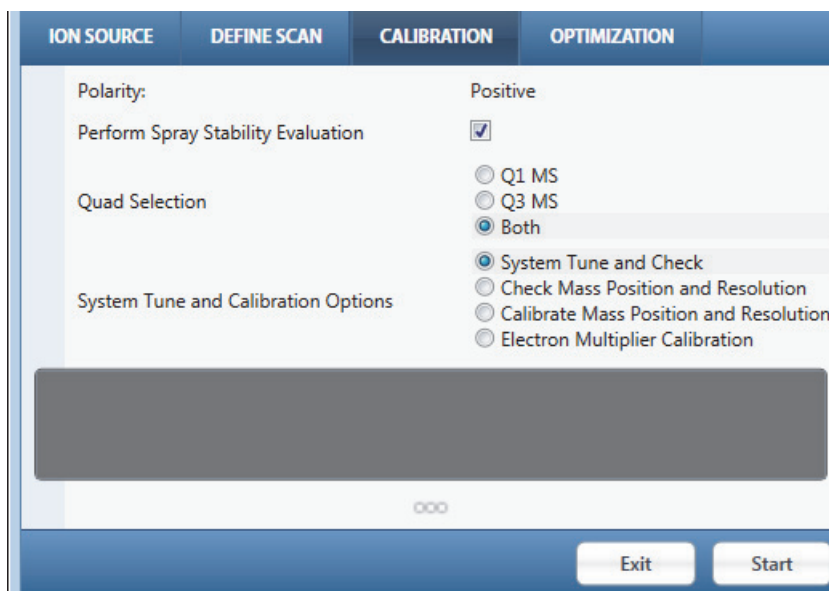 ION SOURCE DEFINE SCAN CALIBRATION OPTIMIZATION
Polarity: Positive
Perform Spray Stability Evaluation
Quad Selection
Q1 MS
Q3 MS
Both
System Tune and Calibration Options
System Tune and Check
Check Mass Position and Resolution
Calibrate Mass Position and Resolution
Electron Multiplier Calibration
Exit Start